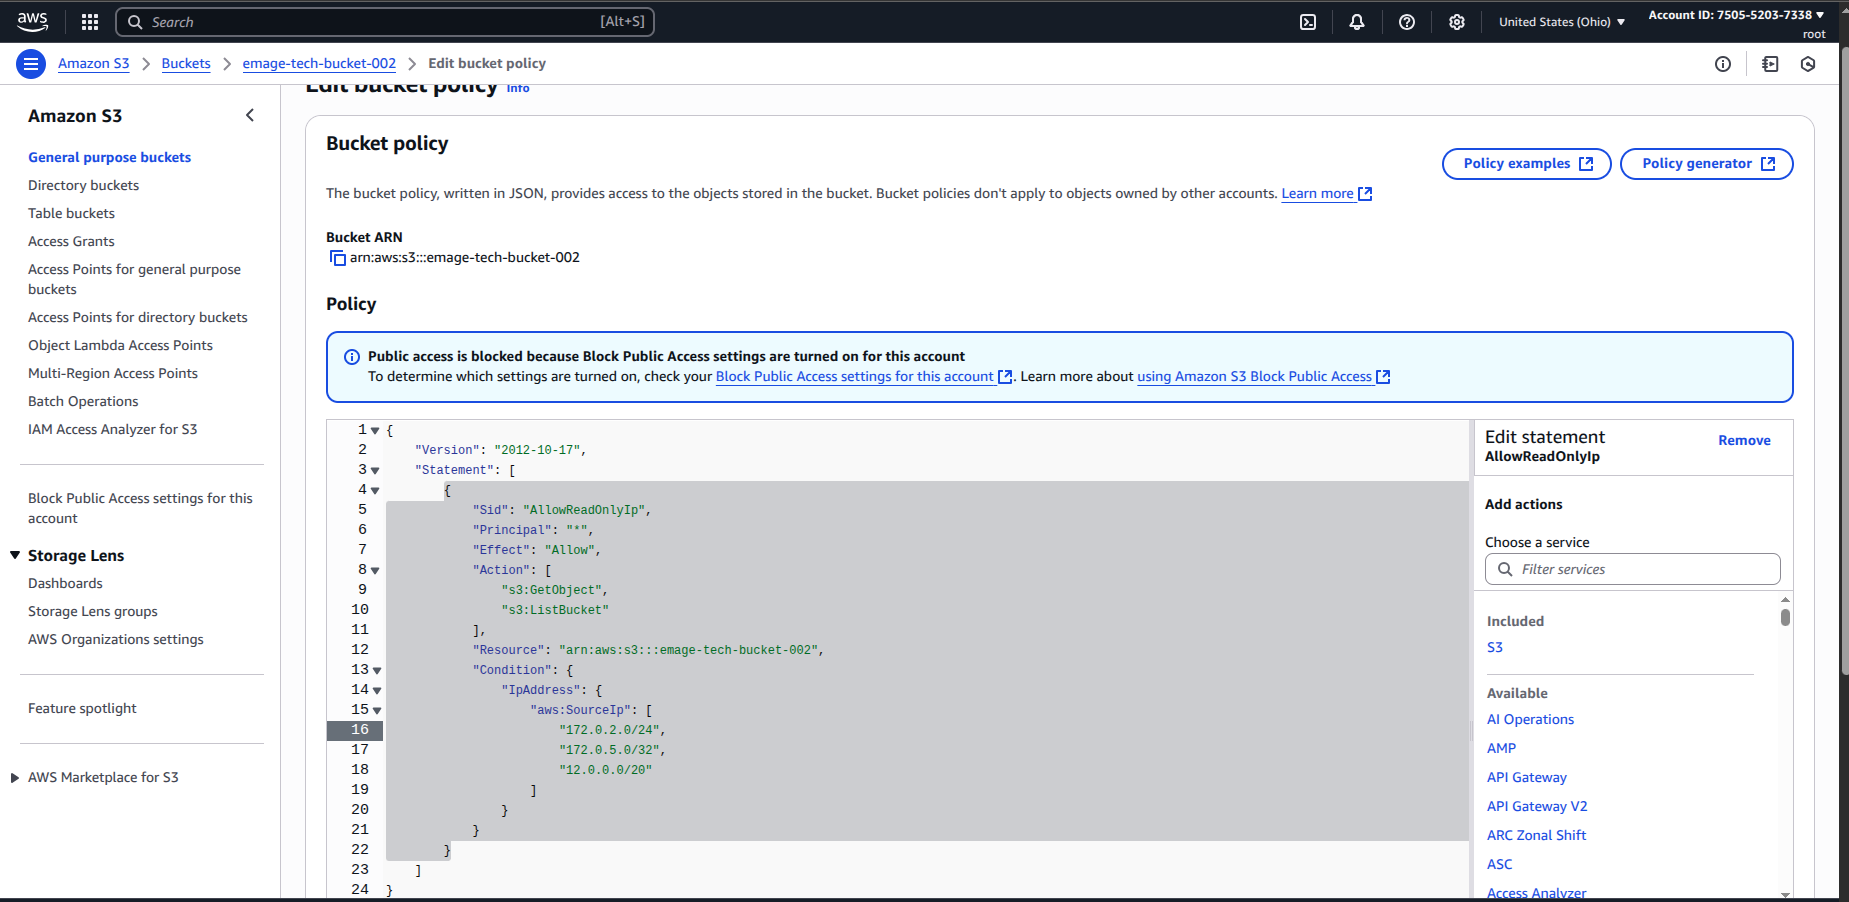 aws
Search [Alt+S]
United States (Ohio)
Account ID: 7505-5203-7338
root
Amazon S3 > Buckets > emage-tech-bucket-002 > Edit bucket policy
Edit bucket policy Info
Amazon S3
General purpose buckets
Directory buckets
Table buckets
Access Grants
Access Points for general purpose
buckets
Access Points for directory buckets
Object Lambda Access Points
Multi-Region Access Points
Batch Operations
IAM Access Analyzer for S3
Block Public Access settings for this
account
Storage Lens
Dashboards
Storage Lens groups
AWS Organizations settings
Feature spotlight
AWS Marketplace for S3
Bucket policy
Policy examples
Policy generator
The bucket policy, written in JSON, provides access to the objects stored in the bucket. Bucket policies don't apply to objects owned by other accounts. Learn more
Bucket ARN
arn:aws:s3:::emage-tech-bucket-002
Policy
Public access is blocked because Block Public Access settings are turned on for this account
To determine which settings are turned on, check your Block Public Access settings for this account. Learn more about using Amazon S3 Block Public Access
1 {
2 "Version": "2012-10-17",
3 "Statement": [
4 {
5 "Sid": "AllowReadOnlyIp",
6 "Principal": "*",
7 "Effect": "Allow",
8 "Action": [
9 "s3:GetObject",
10 "s3:ListBucket"
11 ],
12 "Resource": "arn:aws:s3:::emage-tech-bucket-002",
13 "Condition": {
14 "IpAddress": {
15 "aws:SourceIp": [
16 "172.0.2.0/24",
17 "172.0.5.0/32",
18 "12.0.0.0/20"
19 ]
20 }
21 }
22 }
23 ]
24 }
Edit statement
Remove
AllowReadOnlyIp
Add actions
Choose a service
Filter services
Included
S3
Available
AI Operations
AMP
API Gateway
API Gateway V2
ARC Zonal Shift
ASC
Access Analyzer